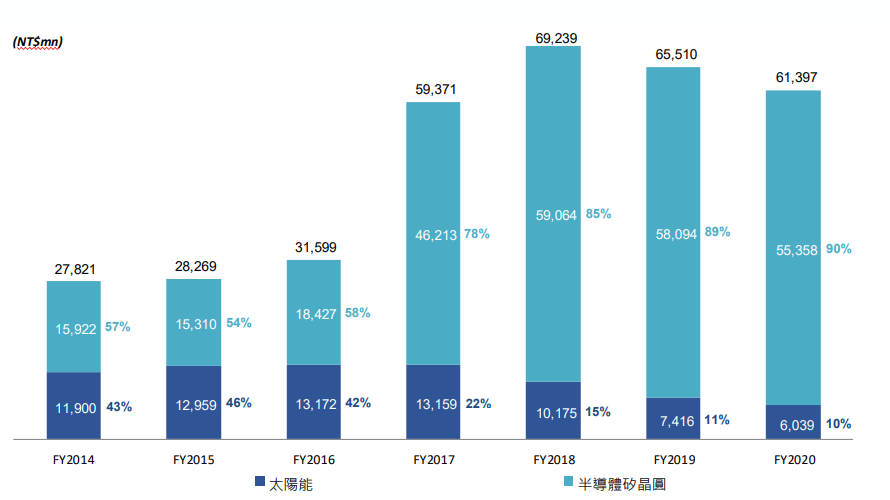 (NT$mn)
27,821
28,269
31,599
59,371
69,239
65,510
61,397
15,922 57%
15,310 54%
18,427 58%
46,213 78%
59,064 85%
58,094 89%
55,358 90%
11,900 43%
12,959 46%
13,172 42%
13,159 22%
10,175 15%
7,416 11%
6,039 10%
FY2014
FY2015
FY2016
FY2017
FY2018
FY2019
FY2020
太陽能
半導體矽晶圓